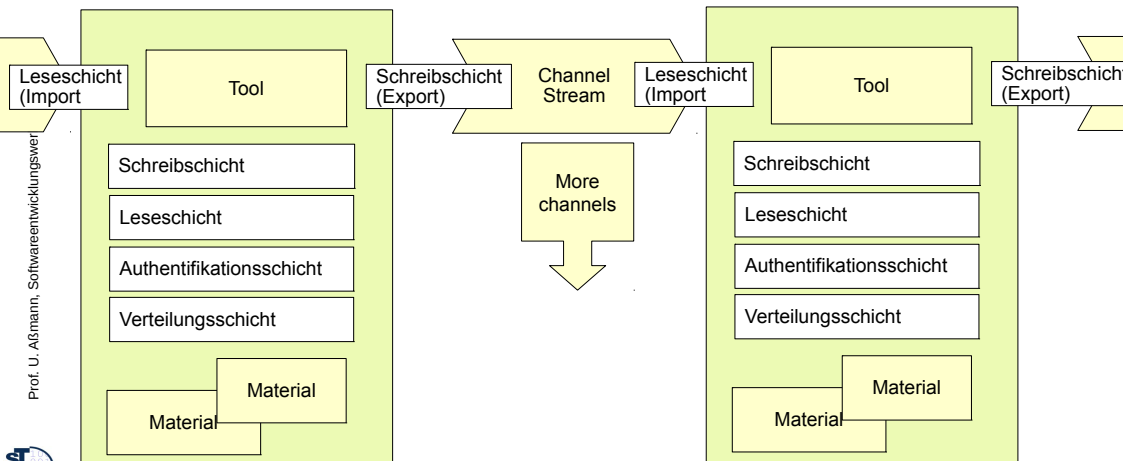 Leseschicht
(Import
Tool
Schreibschicht
(Export)
Channel
Stream
Leseschicht
(Import
Tool
Schreibschicht
(Export)
Schreibschicht
Leseschicht
Authentifikationsschicht
Verteilungsschicht
Material
Material
More
channels
Schreibschicht
Leseschicht
Authentifikationsschicht
Verteilungsschicht
Material
Material
Prof. U. Aßmann, Softwareentwicklungswer
ST